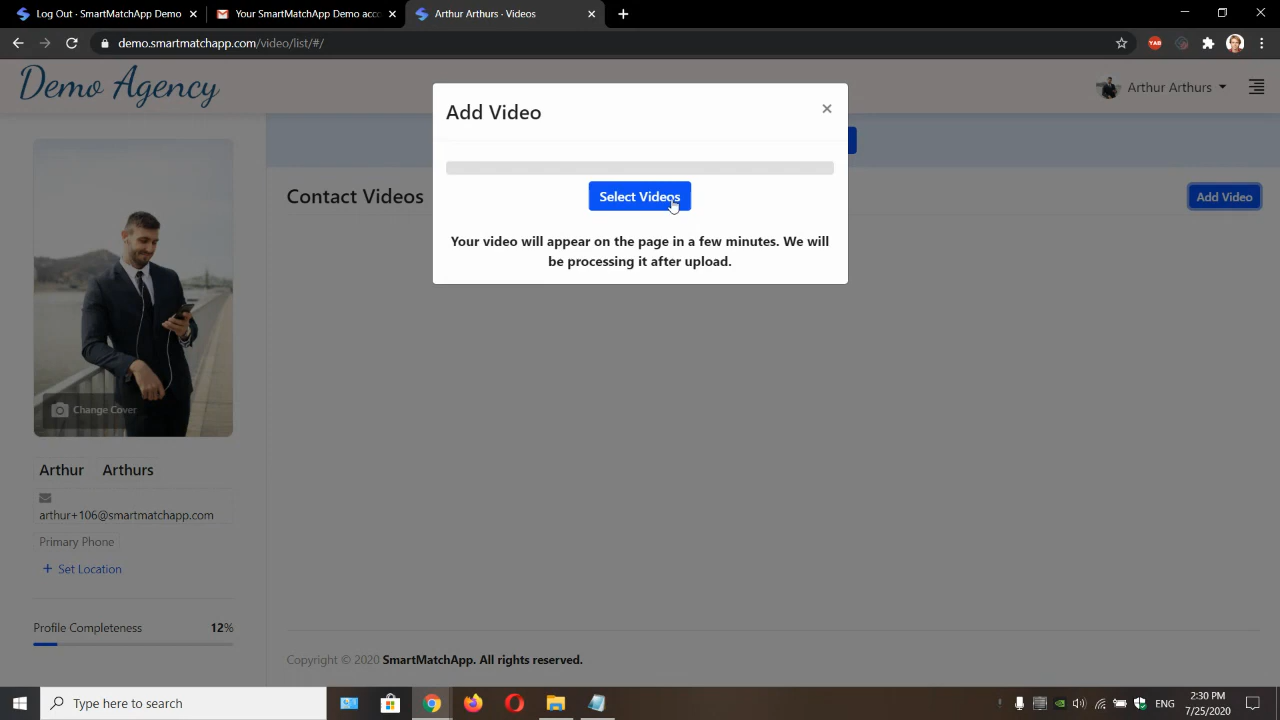 Log Out - SmartMatchApp Demo
Your SmartMatchApp Demo acc
Arthur Arthurs - Videos
demo.smartmatchapp.com/video/list/#/
Demo Agency
Arthur Arthurs
Add Video
Select Videos
Your video will appear on the page in a few minutes. We will
be processing it after upload.
Contact Videos
Add Video
Change Cover
Arthur Arthurs
arthur+106@smartmatchapp.com
Primary Phone
+ Set Location
Profile Completeness 12%
Copyright © 2020 SmartMatchApp. All rights reserved.
Type here to search
ENG
2:30 PM
7/25/2020